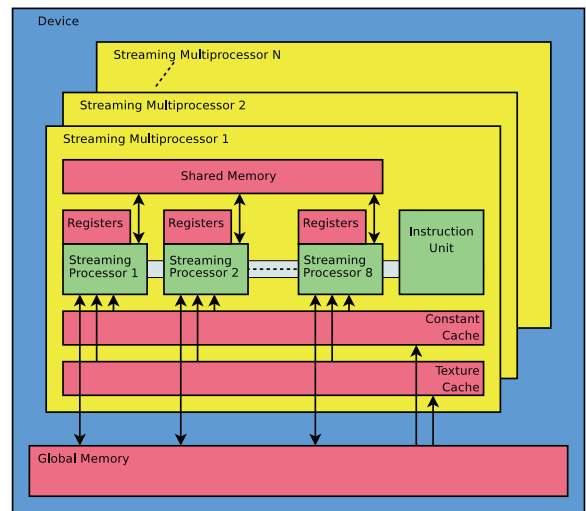 Device
Streaming Multiprocessor N
Streaming Multiprocessor 2
Streaming Multiprocessor 1
Shared Memory
Registers
Registers
Registers
Instruction
Unit
Streaming
Processor 1
Streaming
Processor 2
Streaming
Processor 8
Constant
Cache
Texture
Cache
Global Memory